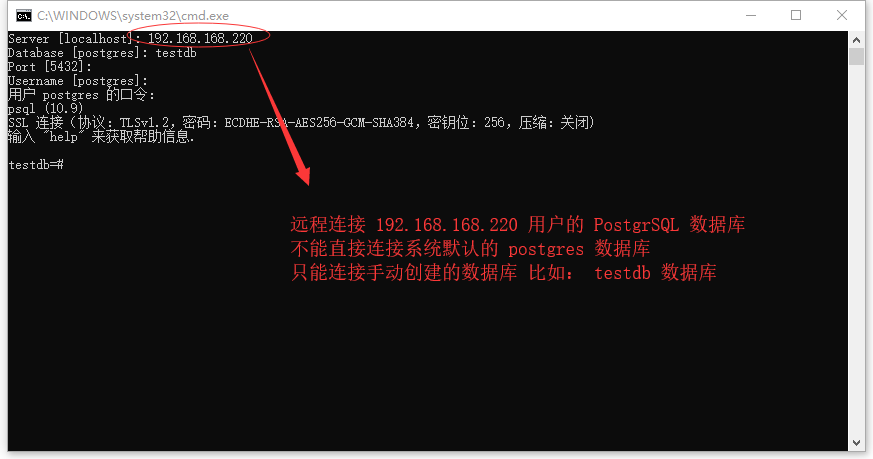 C:\WINDOWS\system32\cmd.exe
Server [localhost]: 192.168.168.220
Database [postgres]: testdb
Port [5432]:
Username [postgres]:
用户 postgres 的口令:
psql (10.9)
SSL 连接 (协议: TLSv1.2, 密码: ECDHE-RSA-AES256-GCM-SHA384, 密钥位: 256, 压缩: 关闭)
输入 "help" 来获取帮助信息.
testdb=#
远程连接 192.168.168.220 用户的 PostgrSQL 数据库
不能直接连接系统默认的 postgres 数据库
只能连接手动创建的数据库 比如: testdb 数据库